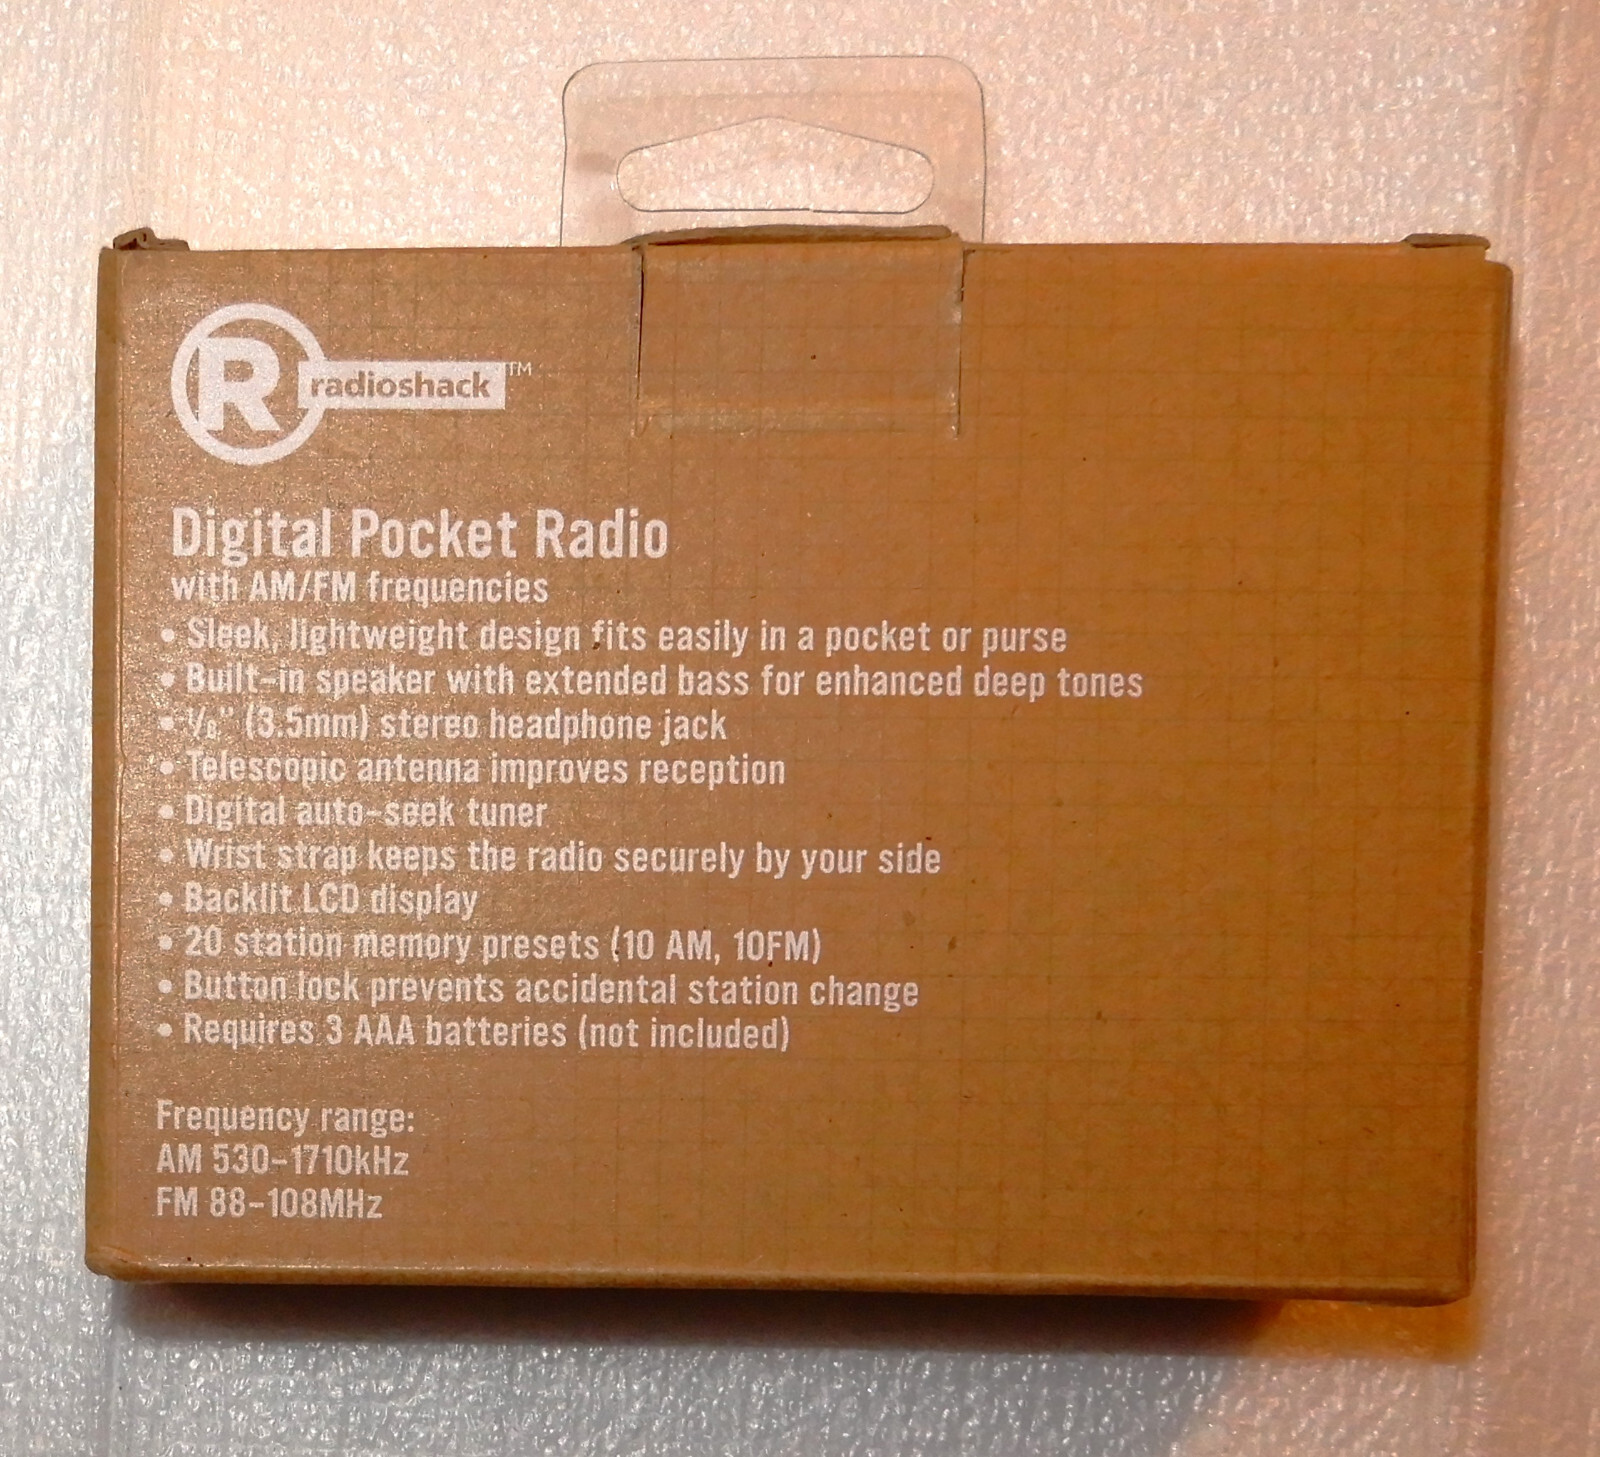 R radioshack™
Digital Pocket Radio
with AM/FM frequencies
• Sleek, lightweight design fits easily in a pocket or purse
• Built-in speaker with extended bass for enhanced deep tones
• 1/8" (3.5mm) stereo headphone jack
• Telescopic antenna improves reception
• Digital auto-seek tuner
• Wrist strap keeps the radio securely by your side
• Backlit LCD display
• 20 station memory presets (10 AM, 10FM)
• Button lock prevents accidental station change
• Requires 3 AAA batteries (not included)
Frequency range:
AM 530-1710kHz
FM 88-108MHz